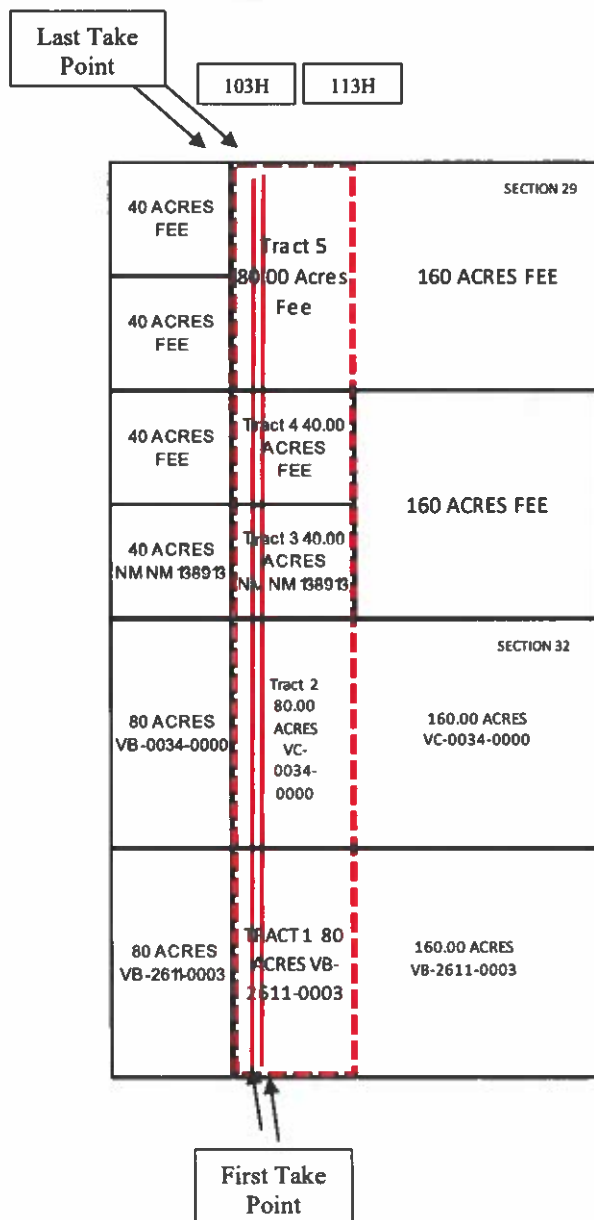 Last Take
Point
103H
113H
SECTION 29
40 ACRES
FEE
Tract 5
80.00 Acres
Fee
160 ACRES FEE
40 ACRES
FEE
40 ACRES
FEE
Tract 4 40.00
ACRES
FEE
160 ACRES FEE
40 ACRES
NMNM 138913
Tract 3 40.00
ACRES
NM NM 138913
SECTION 32
80 ACRES
VB-0034-0000
Tract 2
80.00
ACRES
VC-
0034-
0000
160.00 ACRES
VC-0034-0000
80 ACRES
VB-2611-0003
TRACT 1 80
ACRES VB-
2611-0003
160.00 ACRES
VB-2611-0003
First Take
Point